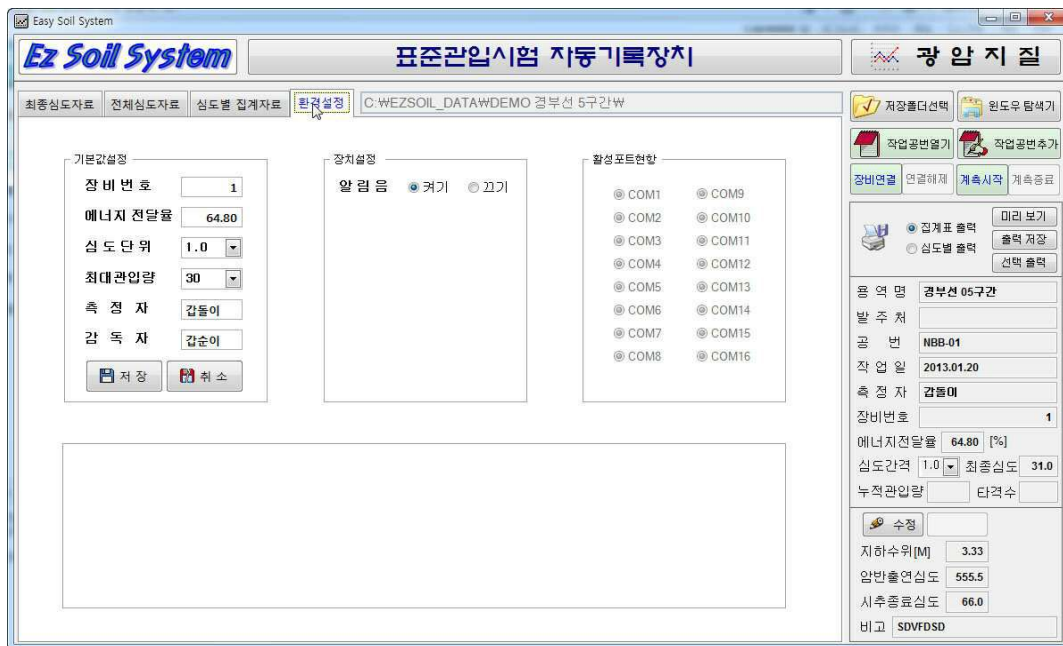 Easy Soil System
Ez Soil System
표준관입시험 자동기록장치
광 암 지 질
최종심도자료 전체심도자료 심도별 집계자료 환경설정 C:₩EZSOIL_DATA₩DEMO 경부선 5구간₩
저장폴더선택 윈도우 탐색기
작업공번열기 작업공번추가
장비연결 연결해제 계측시작 계측종료
기본값설정
장 비 번 호 1
에너지 전달율 64.80
심 도 단 위 1.0
최대관입량 30
측 정 자 갑돌이
감 독 자 갑순이
저 장 취 소
장치설정
알 림 음 켜기 끄기
활성포트현항
COM1 COM9
COM2 COM10
COM3 COM11
COM4 COM12
COM5 COM13
COM6 COM14
COM7 COM15
COM8 COM16
집계표 출력
심도별 출력
미리 보기
출력 저장
선택 출력
용 역 명 경부선 05구간
발 주 처
공 번 NBB-01
작 업 일 2013.01.20
측 정 자 갑돌이
장비번호 1
에너지전달율 64.80 [%]
심도간격 1.0 최종심도 31.0
누적관입량 타격수
수정
지하수위[M] 3.33
암반출연심도 555.5
시추종료심도 66.0
비고 SDVFDSD